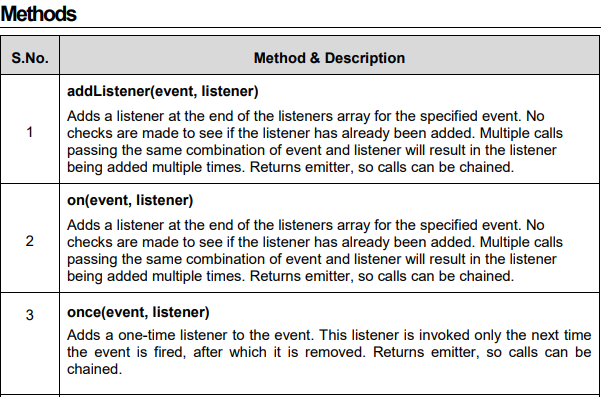 Methods
S.No.
Method & Description
1
addListener(event, listener)
Adds a listener at the end of the listeners array for the specified event. No
checks are made to see if the listener has already been added. Multiple calls
passing the same combination of event and listener will result in the listener
being added multiple times. Returns emitter, so calls can be chained.
2
on(event, listener)
Adds a listener at the end of the listeners array for the specified event. No
checks are made to see if the listener has already been added. Multiple calls
passing the same combination of event and listener will result in the listener
being added multiple times. Returns emitter, so calls can be chained.
3
once(event, listener)
Adds a one-time listener to the event. This listener is invoked only the next time
the event is fired, after which it is removed. Returns emitter, so calls can be
chained.